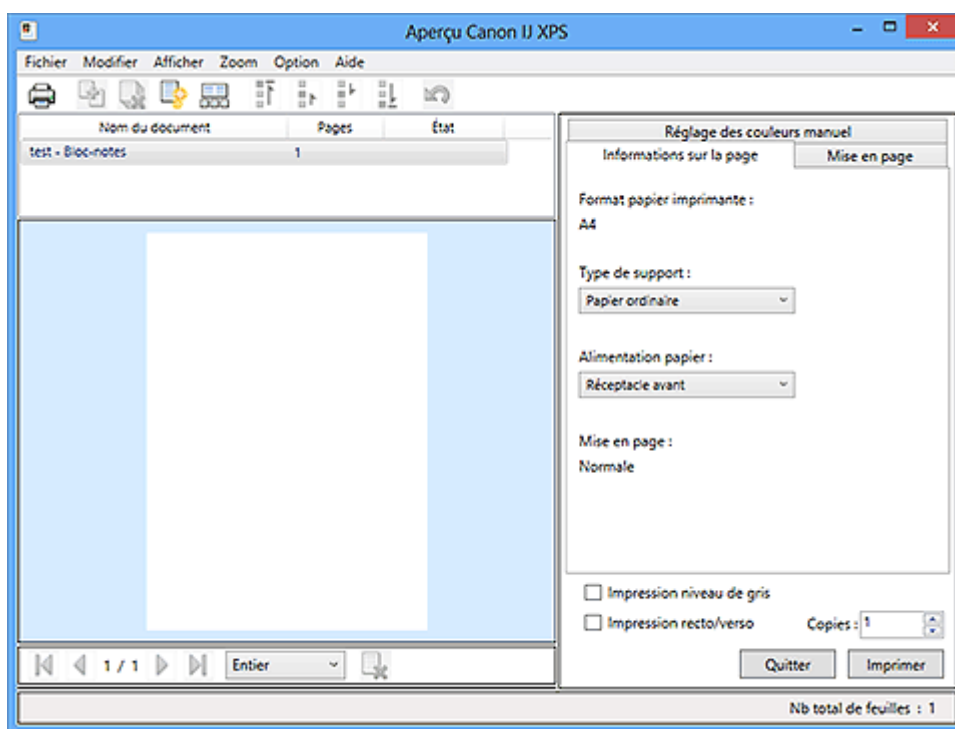 Aperçu Canon IJ XPS
Fichier Modifier Afficher Zoom Option Aide
Nom du document Pages État
test - Bloc-notes 1
Réglage des couleurs manuel
Informations sur la page Mise en page
Format papier imprimante :
A4
Type de support :
Papier ordinaire
Alimentation papier :
Réceptacle avant
Mise en page :
Normale
Impression niveau de gris
Impression recto/verso Copies : 1
1 / 1 Entier
Quitter Imprimer
Nb total de feuilles : 1